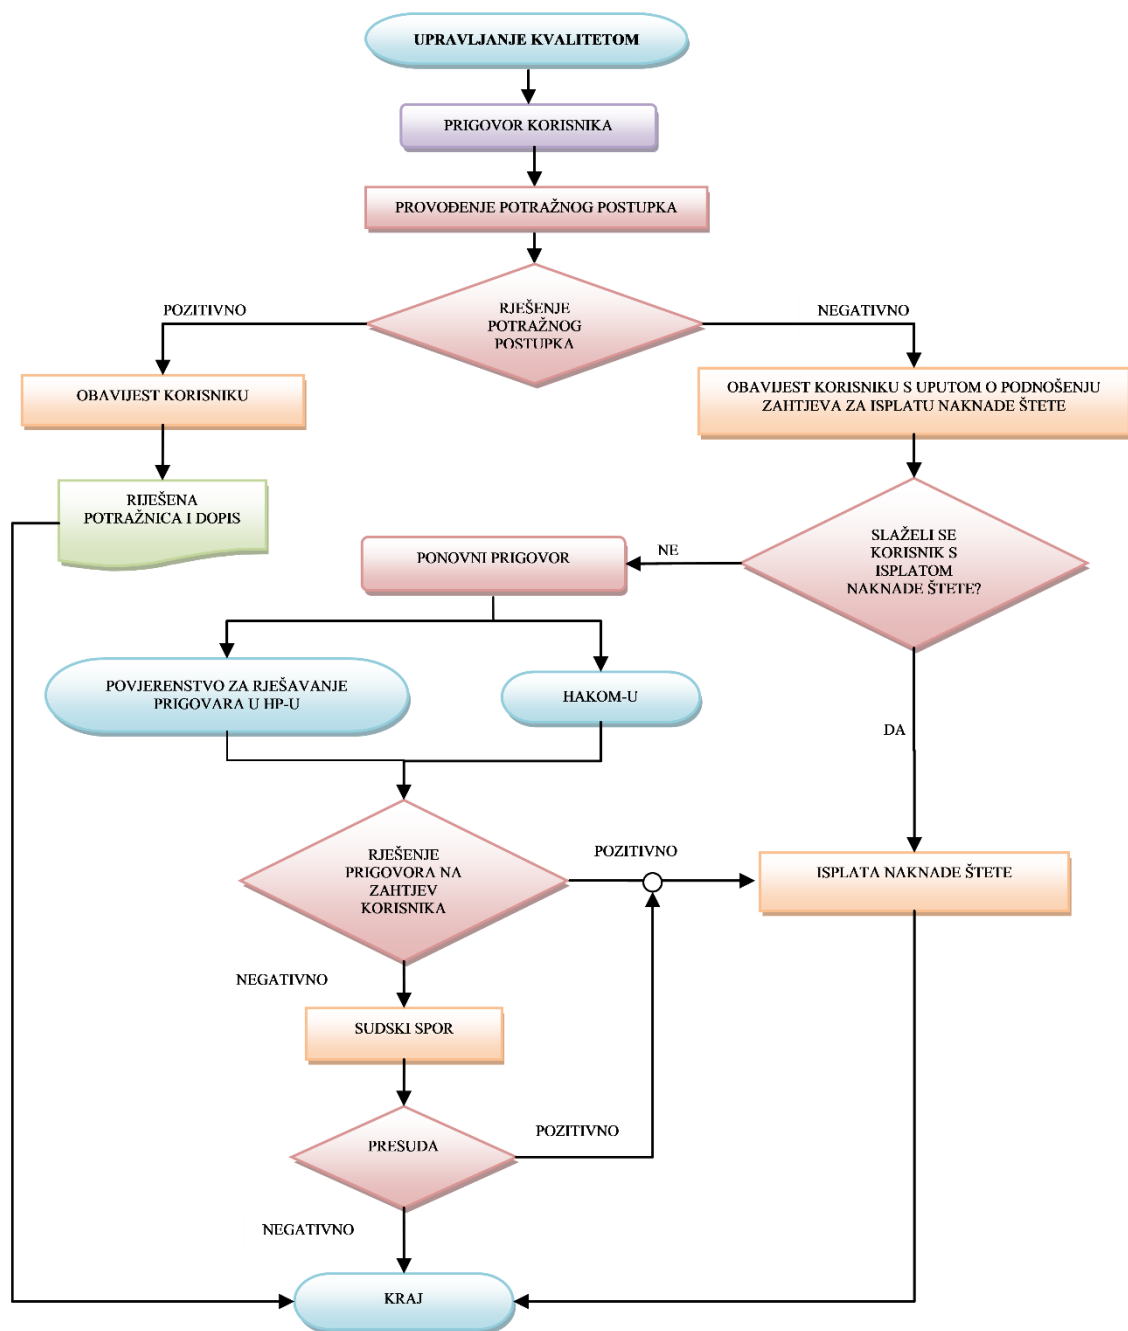 UPRAVLJANJE KVALITETOM
PRIGOVOR KORISNIKA
PROVOĐENJE POTRAŽNOG POSTUPKA
RJEŠENJE
POTRAŽNOG
POSTUPKA
POZITIVNO
NEGATIVNO
OBAVIJEST KORISNIKU
OBAVIJEST KORISNIKU S UPUTOM O PODNOŠENJU
ZAHTJEVA ZA ISPLATU NAKNADE ŠTETE
RIJEŠENA
POTRAŽNICA I DOPIS
SLAŽELI SE
KORISNIK S
ISPLATOM
NAKNADE ŠTETE?
NE
PONOVNI PRIGOVOR
POVJERENSTVO ZA RJEŠAVANJE
PRIGOVARA U HP-U
HAKOM-U
DA
RJEŠENJE
PRIGOVORA NA
ZAHTJEV
KORISNIKA
POZITIVNO
ISPLATA NAKNADE ŠTETE
NEGATIVNO
SUDSKI SPOR
PRESUDA
POZITIVNO
NEGATIVNO
KRAJ